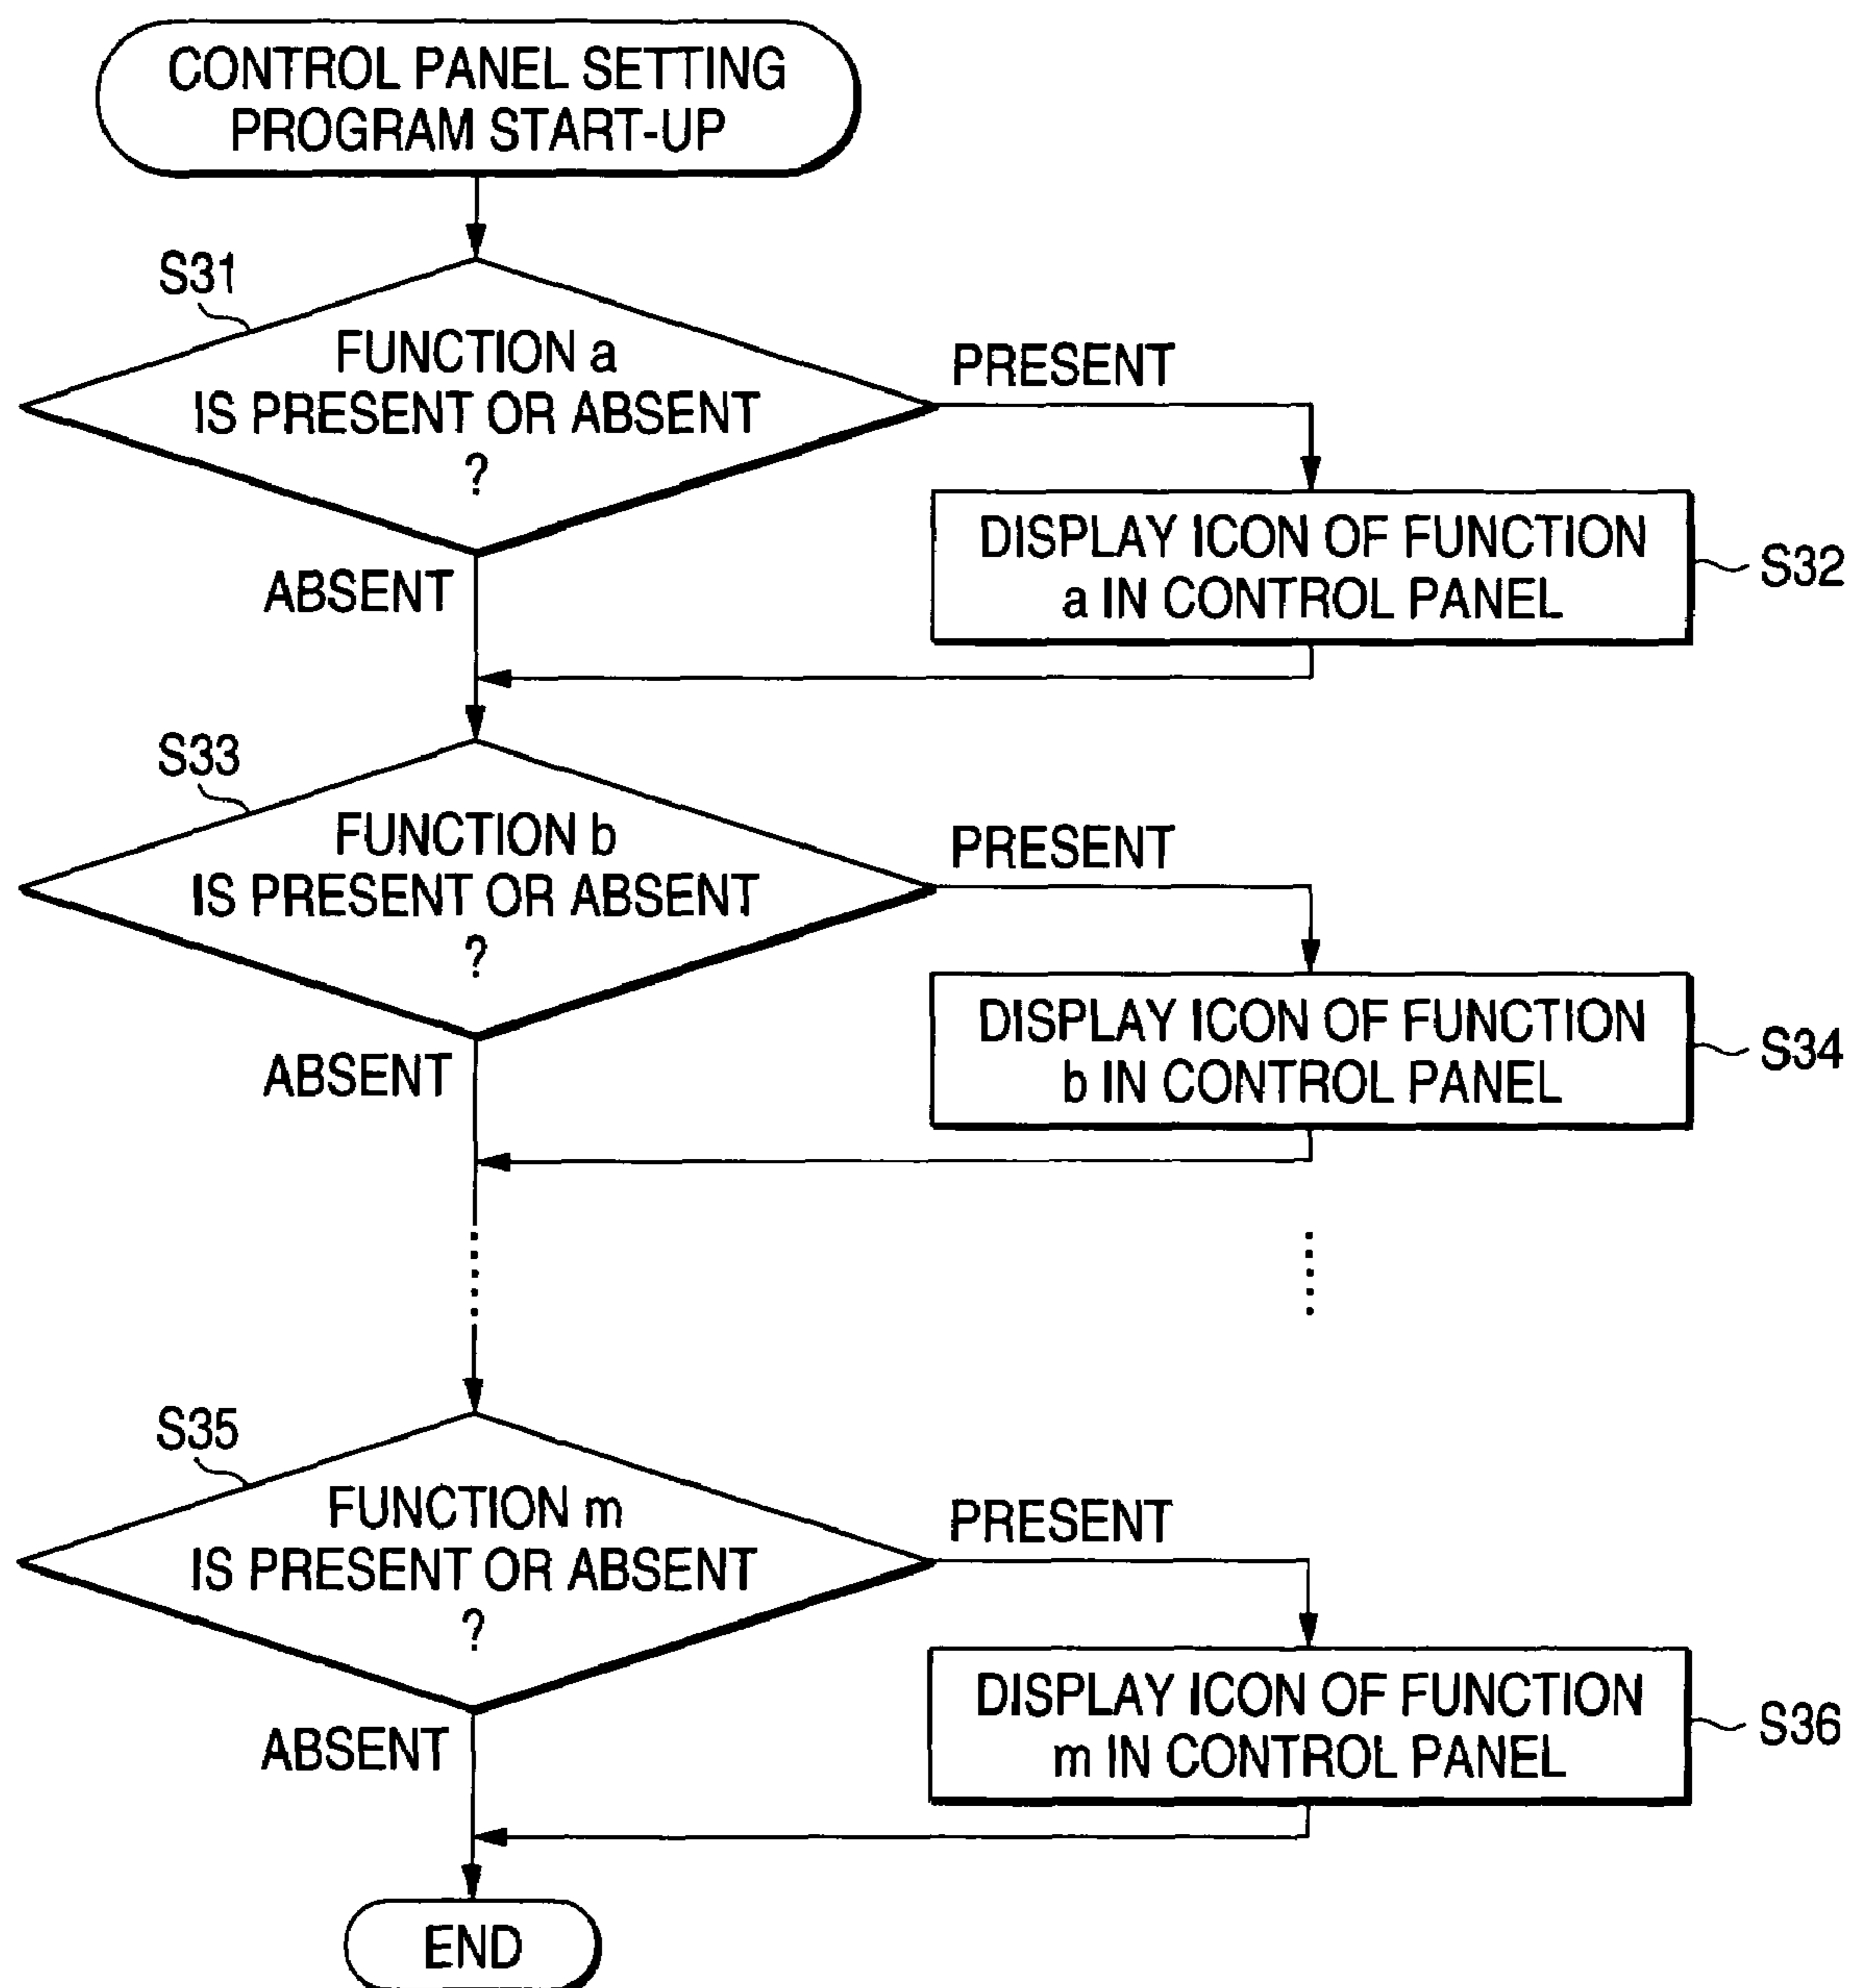 CONTROL PANEL SETTING
PROGRAM START-UP
S31
FUNCTION a
IS PRESENT OR ABSENT
?
PRESENT
DISPLAY ICON OF FUNCTION
a IN CONTROL PANEL
S32
ABSENT
S33
FUNCTION b
IS PRESENT OR ABSENT
?
PRESENT
DISPLAY ICON OF FUNCTION
b IN CONTROL PANEL
S34
ABSENT
S35
FUNCTION m
IS PRESENT OR ABSENT
?
PRESENT
DISPLAY ICON OF FUNCTION
m IN CONTROL PANEL
S36
ABSENT
END